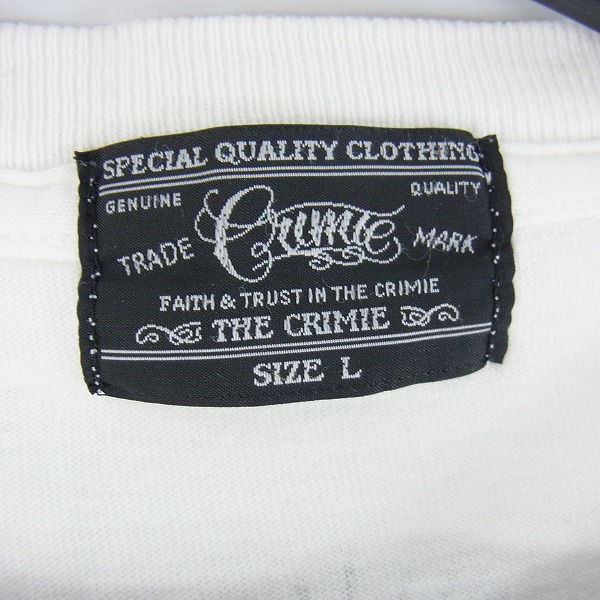 SPECIAL QUALITY CLOTHING
GENUINE QUALITY
TRADE Crimie MARK
FAITH & TRUST IN THE CRIMIE
THE CRIMIE
SIZE L